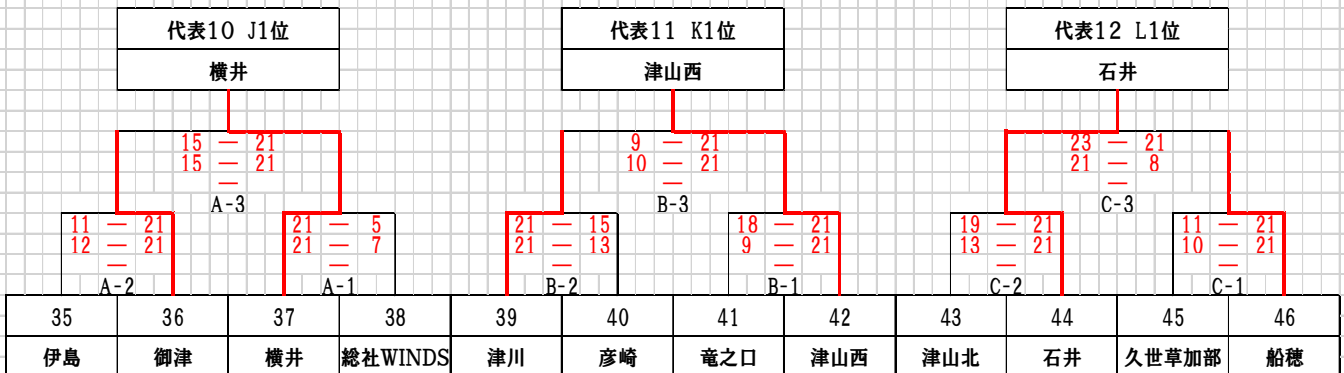 代表10 J1位 代表11 K1位 代表12 L1位
横井 津山西 石井
15 — 21 9 — 21 23 — 21
15 — 21 10 — 21 21 — 8
— — —
A-3 B-3 C-3
11 — 21 21 — 5 21 — 15 18 — 21 19 — 21 11 — 21
12 — 21 21 — 7 21 — 13 9 — 21 13 — 21 10 — 21
— — — — — —
A-2 A-1 B-2 B-1 C-2 C-1
35 36 37 38 39 40 41 42 43 44 45 46
伊島 御津 横井 総社WINDS 津川 彦崎 竜之口 津山西 津山北 石井 久世草加部 船穂